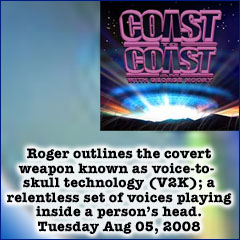 COAST
TO
COAST
AM
WITH GEORGE NOORY
Roger outlines the covert
weapon known as voice-to-
skull technology (V2K); a
relentless set of voices playing
inside a person's head.
Tuesday Aug 05, 2008